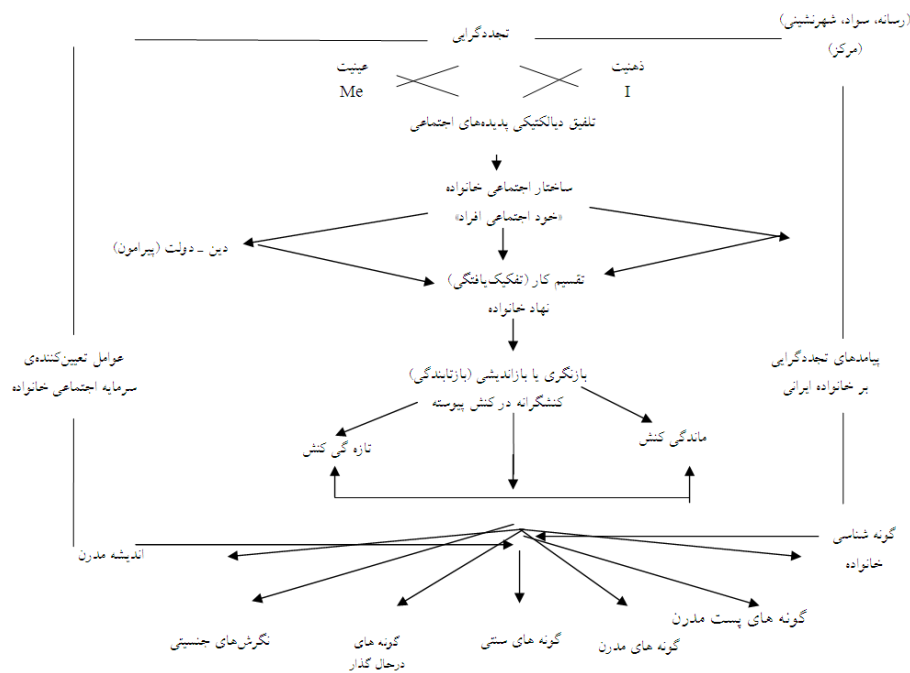 (رسانه، سواد، شهرنشینی)
(مرکز)
تجددگرایی
ذهنیت
I
عینیت
Me
تلفیق دیالکتیکی پدیده‌های اجتماعی
ساختار اجتماعی خانواده
«خود اجتماعی افراد»
دین – دولت (پیرامون)
تقسیم کار (تفکیک‌یافتگی)
نهاد خانواده
پیامدهای تجددگرایی
بر خانواده ایرانی
عوامل تعیین‌کننده‌ی
سرمایه اجتماعی خانواده
بازنگری یا بازاندیشی (بازتابندگی)
کنشگرانه در کنش پیوسته
ماندگی کنش
تازه گی کنش
گونه شناسی
خانواده
اندیشه مدرن
گونه های پست مدرن
گونه های مدرن
گونه های سنتی
گونه های
درحال گذار
نگرش‌های جنسیتی